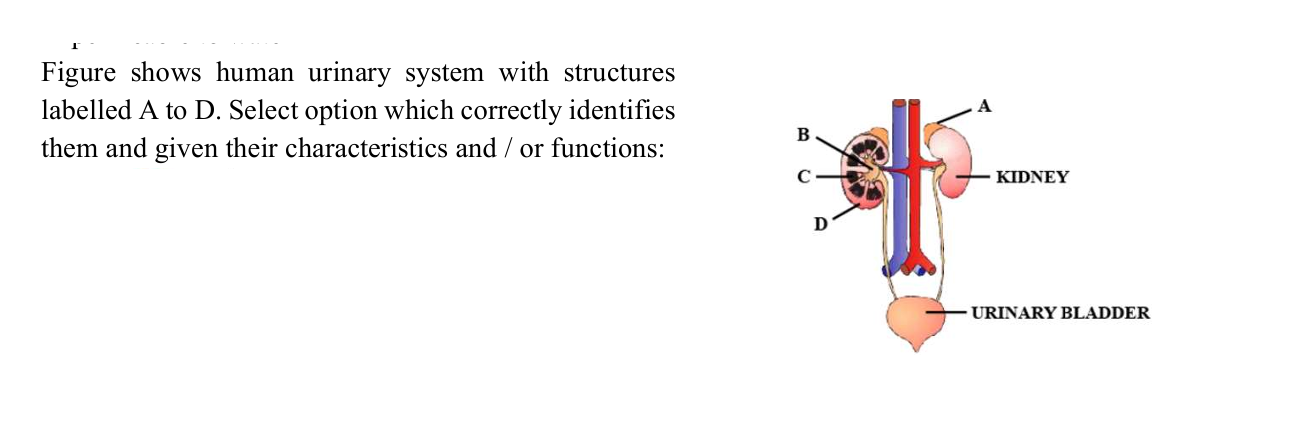 Figure shows human urinary system with structures
labelled A to D. Select option which correctly identifies
them and given their characteristics and / or functions:
A
B
C
KIDNEY
D
URINARY BLADDER